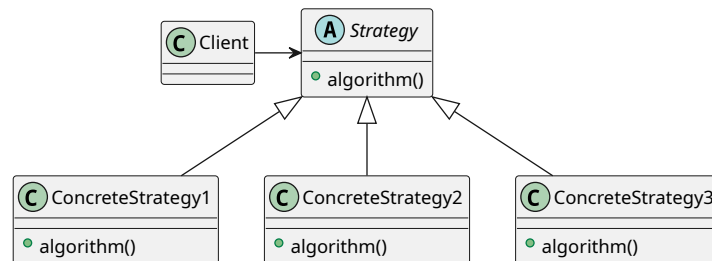 C Client
A Strategy
algorithm()
C ConcreteStrategy1
C ConcreteStrategy2
C ConcreteStrategy3
algorithm()
algorithm()
algorithm()